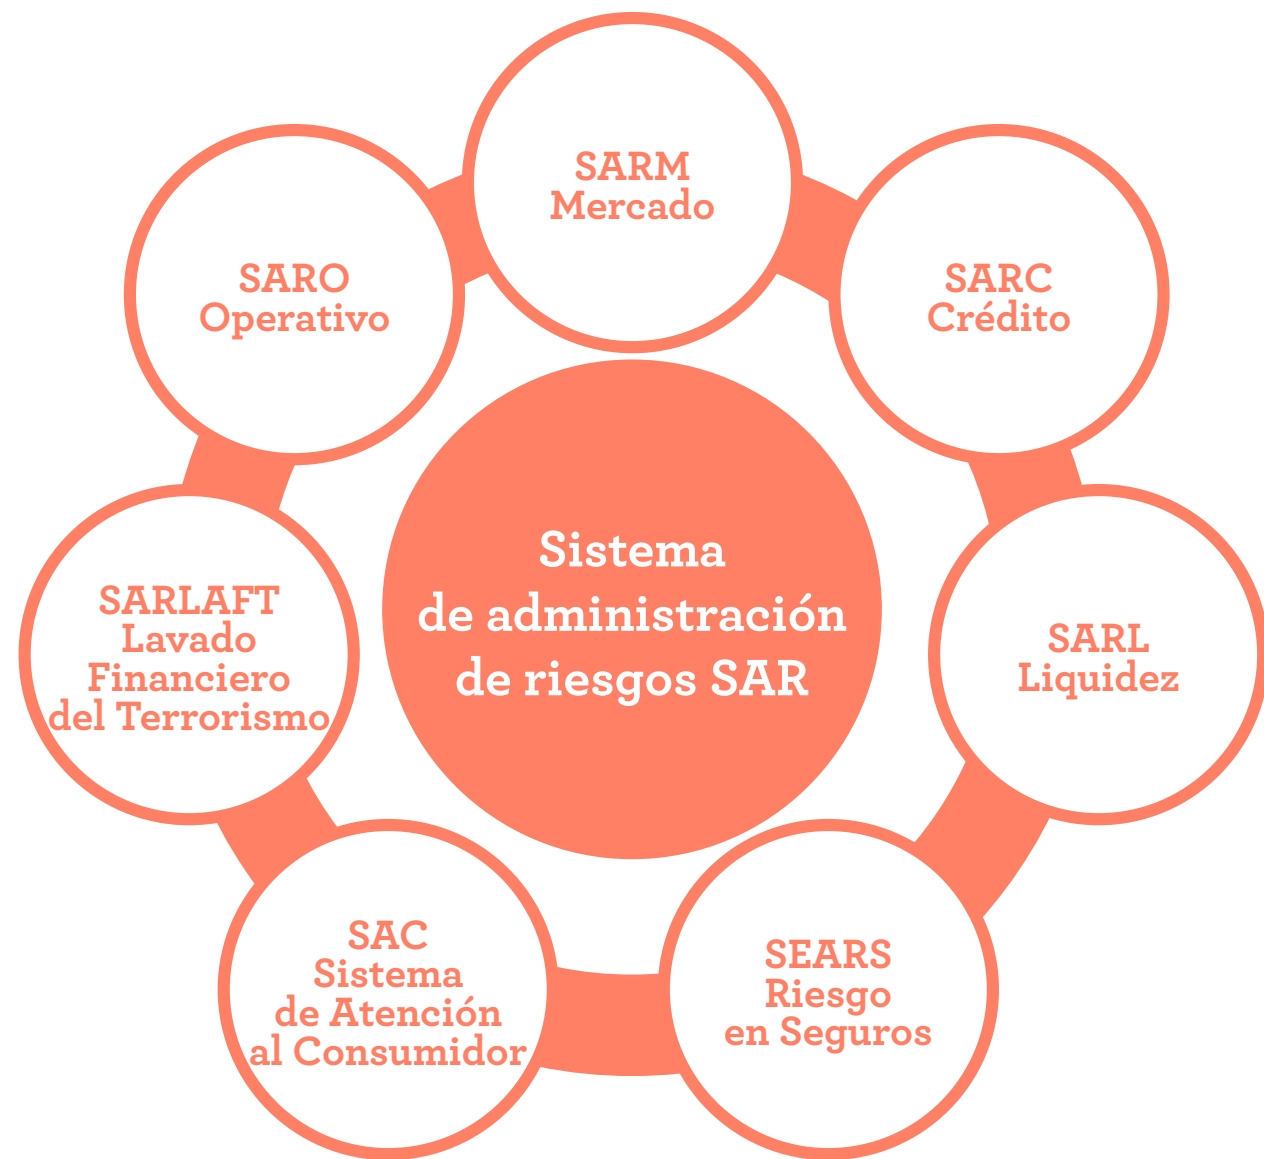 SARM
Mercado
SARO
Operativo
SARC
Crédito
Sistema
de administración
de riesgos SAR
SARLAFT
Lavado
Financiero
del Terrorismo
SARL
Liquidez
SAC
Sistema
de Atención
al Consumidor
SEARS
Riesgo
en Seguros